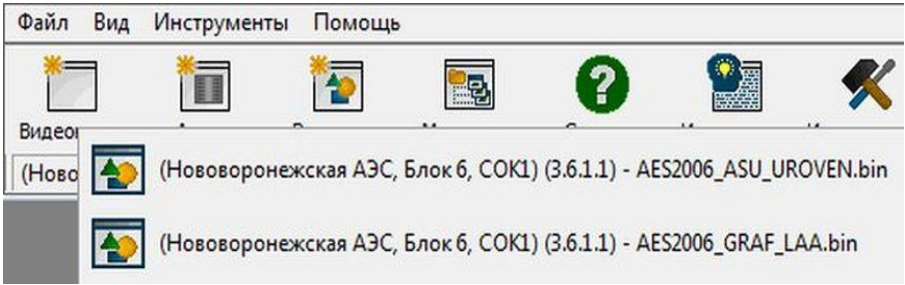 Файл Вид Инструменты Помощь
Видеок
(Ново
(Нововоронежская АЭС, Блок 6, СОК1) (3.6.1.1) - AES2006_ASU_UROVEN.bin
(Нововоронежская АЭС, Блок 6, СОК1) (3.6.1.1) - AES2006_GRAF_LAA.bin